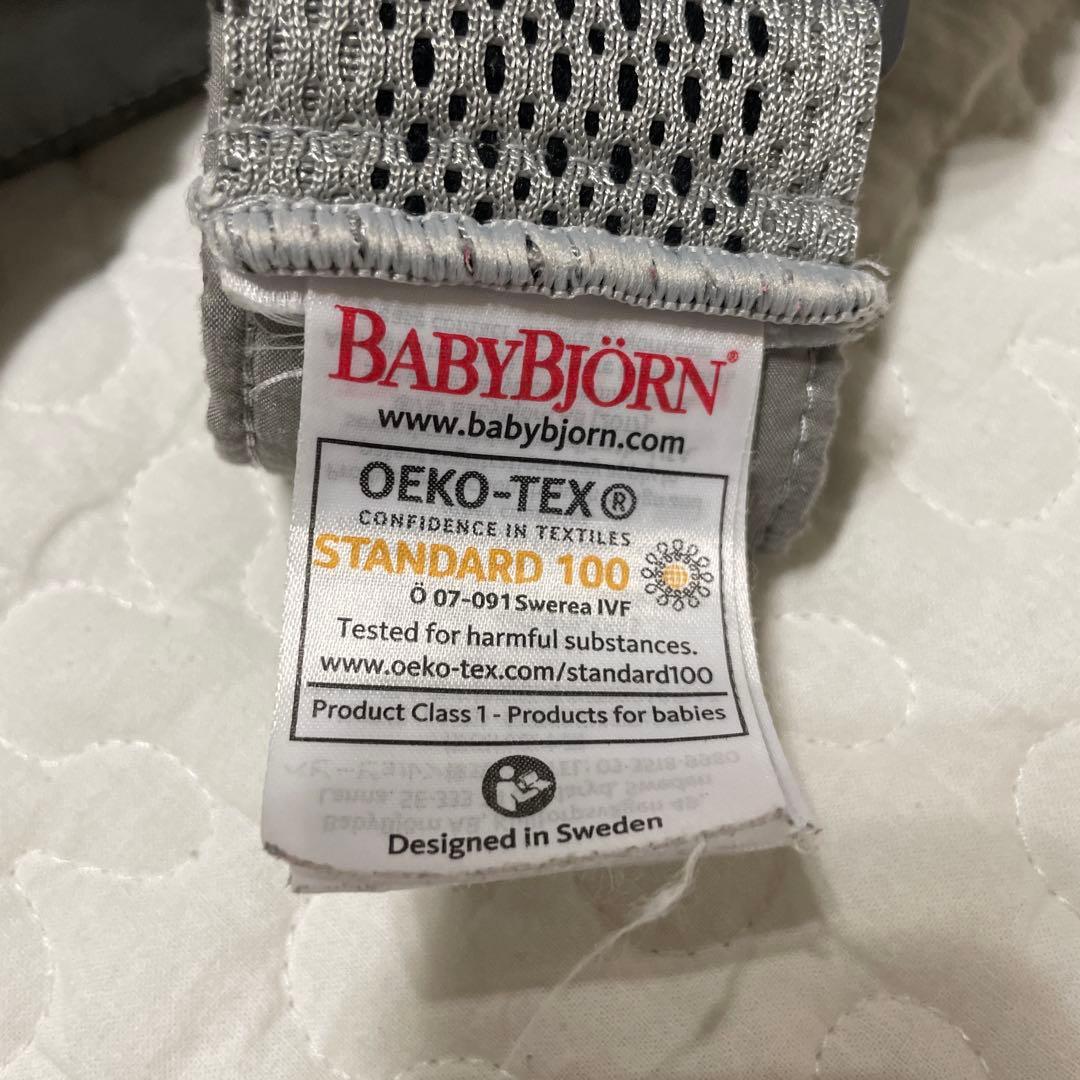 BABYBJÖRN®
www.babybjorn.com
OEKO-TEX®
CONFIDENCE IN TEXTILES
STANDARD 100
Ö 07-091 Swerea IVF
Tested for harmful substances.
www.oeko-tex.com/standard100
Product Class 1 - Products for babies
Designed in Sweden